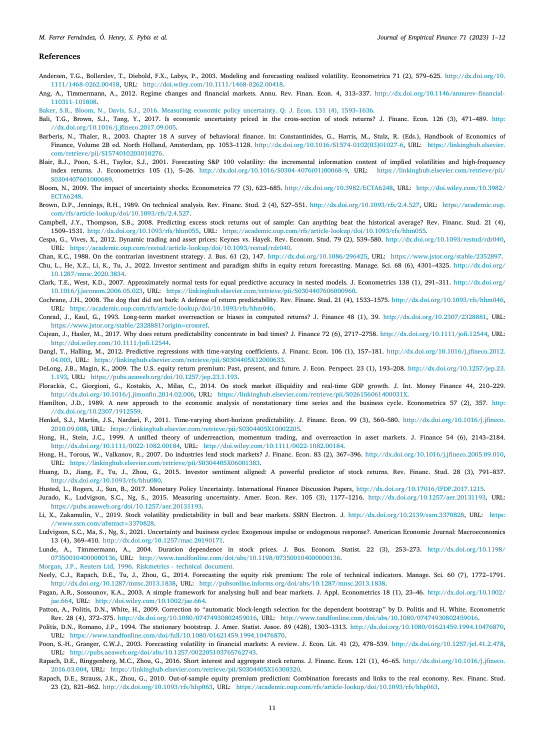 M. Ferrer Ferández, Ó. Henry, S. Pybis et al.
Journal of Empirical Finance 71 (2023) 1–12
References
Andersen, T.G., Bollerslev, T., Diebold, F.X., Labys, P., 2003. Modeling and forecasting realized volatility. Econometrica 71 (2), 579–625. http://dx.doi.org/10.
1111/1468-0262.00418, URL: http://doi.wiley.com/10.1111/1468-0262.00418.
Ang, A., Timmermann, A., 2012. Regime changes and financial markets. Annu. Rev. Finan. Econ. 4, 313–337. http://dx.doi.org/10.1146/annurev-financial-
110311-101808.
Baker, S.R., Bloom, N., Davis, S.J., 2016. Measuring economic policy uncertainty. Q. J. Econ. 131 (4), 1593–1636.
Bali, T.G., Brown, S.J., Tang, Y., 2017. Is economic uncertainty priced in the cross-section of stock returns? J. Financ. Econ. 126 (3), 471–489. http:
//dx.doi.org/10.1016/j.jfineco.2017.09.005.
Barberis, N., Thaler, R., 2003. Chapter 18 A survey of behavioral finance. In: Constantinides, G., Harris, M., Stulz, R. (Eds.), Handbook of Economics of
Finance, Volume 2B ed. North Holland, Amsterdam, pp. 1053–1128. http://dx.doi.org/10.1016/S1574-0102(03)01027-6, URL: https://linkinghub.elsevier.
com/retrieve/pii/S1574010203010276.
Blair, B.J., Poon, S-H., Taylor, S.J., 2001. Forecasting S&P 100 volatility: the incremental information content of implied volatilities and high-frequency
index returns. J. Econometrics 105 (1), 5–26. http://dx.doi.org/10.1016/S0304-4076(01)00068-9, URL: https://linkinghub.elsevier.com/retrieve/pii/
S0304407601000689.
Bloom, N., 2009. The impact of uncertainty shocks. Econometrica 77 (3), 623–685. http://dx.doi.org/10.3982/ECTA6248, URL: http://doi.wiley.com/10.3982/
ECTA6248.
Brown, D.P., Jennings, R.H., 1989. On technical analysis. Rev. Financ. Stud. 2 (4), 527–551. http://dx.doi.org/10.1093/rfs/2.4.527, URL: https://academic.oup.
com/rfs/article-lookup/doi/10.1093/rfs/2.4.527.
Campbell, J.Y., Thompson, S.B., 2008. Predicting excess stock returns out of sample: Can anything beat the historical average? Rev. Financ. Stud. 21 (4),
1509–1531. http://dx.doi.org/10.1093/rfs/hhm055, URL: https://academic.oup.com/rfs/article-lookup/doi/10.1093/rfs/hhm055.
Cespa, G., Vives, X., 2012. Dynamic trading and asset prices: Keynes vs. Hayek. Rev. Econom. Stud. 79 (2), 539–580. http://dx.doi.org/10.1093/restud/rdr040,
URL: https://academic.oup.com/restud/article-lookup/doi/10.1093/restud/rdr040.
Chan, K.C., 1988. On the contrarian investment strategy. J. Bus. 61 (2), 147. http://dx.doi.org/10.1086/296425, URL: https://www.jstor.org/stable/2352897.
Chu, L., He, X.Z., Li, K., Tu, J., 2022. Investor sentiment and paradigm shifts in equity return forecasting. Manage. Sci. 68 (6), 4301–4325. http://dx.doi.org/
10.1287/mnsc.2020.3834.
Clark, T.E., West, K.D., 2007. Approximately normal tests for equal predictive accuracy in nested models. J. Econometrics 138 (1), 291–311. http://dx.doi.org/
10.1016/j.jeconom.2006.05.023, URL: https://linkinghub.elsevier.com/retrieve/pii/S0304407606000960.
Cochrane, J.H., 2008. The dog that did not bark: A defense of return predictability. Rev. Financ. Stud. 21 (4), 1533–1575. http://dx.doi.org/10.1093/rfs/hhm046,
URL: https://academic.oup.com/rfs/article-lookup/doi/10.1093/rfs/hhm046.
Conrad, J., Kaul, G., 1993. Long-term market overreaction or biases in computed returns? J. Finance 48 (1), 39. http://dx.doi.org/10.2307/2328881, URL:
https://www.jstor.org/stable/2328881?origin=crossref.
Cujean, J., Hasler, M., 2017. Why does return predictability concentrate in bad times? J. Finance 72 (6), 2717–2758. http://dx.doi.org/10.1111/jofi.12544, URL:
http://doi.wiley.com/10.1111/jofi.12544.
Dangl, T., Halling, M., 2012. Predictive regressions with time-varying coefficients. J. Financ. Econ. 106 (1), 157–181. http://dx.doi.org/10.1016/j.jfineco.2012.
04.003, URL: https://linkinghub.elsevier.com/retrieve/pii/S0304405X12000633.
DeLong, J.B., Magin, K., 2009. The U.S. equity return premium: Past, present, and future. J. Econ. Perspect. 23 (1), 193–208. http://dx.doi.org/10.1257/jep.23.
1.193, URL: https://pubs.aeaweb.org/doi/10.1257/jep.23.1.193.
Florackis, C., Giorgioni, G., Kostakis, A., Milas, C., 2014. On stock market illiquidity and real-time GDP growth. J. Int. Money Finance 44, 210–229.
http://dx.doi.org/10.1016/j.jimonfin.2014.02.006, URL: https://linkinghub.elsevier.com/retrieve/pii/S026156061400031X.
Hamilton, J.D., 1989. A new approach to the economic analysis of nonstationary time series and the business cycle. Econometrica 57 (2), 357. http:
//dx.doi.org/10.2307/1912559.
Henkel, S.J., Martin, J.S., Nardari, F., 2011. Time-varying short-horizon predictability. J. Financ. Econ. 99 (3), 560–580. http://dx.doi.org/10.1016/j.jfineco.
2010.09.008, URL: https://linkinghub.elsevier.com/retrieve/pii/S0304405X10002205.
Hong, H., Stein, J.C., 1999. A unified theory of underreaction, momentum trading, and overreaction in asset markets. J. Finance 54 (6), 2143–2184.
http://dx.doi.org/10.1111/0022-1082.00184, URL: http://doi.wiley.com/10.1111/0022-1082.00184.
Hong, H., Torous, W., Valkanov, R., 2007. Do industries lead stock markets? J. Financ. Econ. 83 (2), 367–396. http://dx.doi.org/10.1016/j.jfineco.2005.09.010,
URL: https://linkinghub.elsevier.com/retrieve/pii/S0304405X06001383.
Huang, D., Jiang, F., Tu, J., Zhou, G., 2015. Investor sentiment aligned: A powerful predictor of stock returns. Rev. Financ. Stud. 28 (3), 791–837.
http://dx.doi.org/10.1093/rfs/hhu080.
Husted, L., Rogers, J., Sun, B., 2017. Monetary Policy Uncertainty. International Finance Discussion Papers, http://dx.doi.org/10.17016/IFDP.2017.1215.
Jurado, K., Ludvigson, S.C., Ng, S., 2015. Measuring uncertainty. Amer. Econ. Rev. 105 (3), 1177–1216. http://dx.doi.org/10.1257/aer.20131193, URL:
https://pubs.aeaweb.org/doi/10.1257/aer.20131193.
Li, X., Zakamulin, V., 2019. Stock volatility predictability in bull and bear markets. SSRN Electron. J. http://dx.doi.org/10.2139/ssrn.3370828, URL: https:
//www.ssrn.com/abstract=3370828.
Ludvigson, S.C., Ma, S., Ng, S., 2021. Uncertainty and business cycles: Exogenous impulse or endogenous response?. American Economic Journal: Macroeconomics
13 (4), 369–410. http://dx.doi.org/10.1257/mac.20190171.
Lunde, A., Timmermann, A., 2004. Duration dependence in stock prices. J. Bus. Econom. Statist. 22 (3), 253–273. http://dx.doi.org/10.1198/
073500104000000136, URL: http://www.tandfonline.com/doi/abs/10.1198/073500104000000136.
Morgan, J.P., Reuters Ltd, 1996. Riskmetrics - technical document.
Neely, C.J., Rapach, D.E., Tu, J., Zhou, G., 2014. Forecasting the equity risk premium: The role of technical indicators. Manage. Sci. 60 (7), 1772–1791.
http://dx.doi.org/10.1287/mnsc.2013.1838, URL: http://pubsonline.informs.org/doi/abs/10.1287/mnsc.2013.1838.
Pagan, A.R., Sossounov, K.A., 2003. A simple framework for analysing bull and bear markets. J. Appl. Econometrics 18 (1), 23–46. http://dx.doi.org/10.1002/
jae.664, URL: http://doi.wiley.com/10.1002/jae.664.
Patton, A., Politis, D.N., White, H., 2009. Correction to “automatic block-length selection for the dependent bootstrap” by D. Politis and H. White. Econometric
Rev. 28 (4), 372–375. http://dx.doi.org/10.1080/07474930802459016, URL: http://www.tandfonline.com/doi/abs/10.1080/07474930802459016.
Politis, D.N., Romano, J.P., 1994. The stationary bootstrap. J. Amer. Statist. Assoc. 89 (428), 1303–1313. http://dx.doi.org/10.1080/01621459.1994.10476870,
URL: https://www.tandfonline.com/doi/full/10.1080/01621459.1994.10476870.
Poon, S.-H., Granger, C.W.J., 2003. Forecasting volatility in financial markets: A review. J. Econ. Lit. 41 (2), 478–539. http://dx.doi.org/10.1257/jel.41.2.478,
URL: http://pubs.aeaweb.org/doi/abs/10.1257/002205103765762743.
Rapach, D.E., Ringgenberg, M.C., Zhou, G., 2016. Short interest and aggregate stock returns. J. Financ. Econ. 121 (1), 46–65. http://dx.doi.org/10.1016/j.jfineco.
2016.03.004, URL: https://linkinghub.elsevier.com/retrieve/pii/S0304405X16300320.
Rapach, D.E., Strauss, J.K., Zhou, G., 2010. Out-of-sample equity premium prediction: Combination forecasts and links to the real economy. Rev. Financ. Stud.
23 (2), 821–862. http://dx.doi.org/10.1093/rfs/hhp063, URL: https://academic.oup.com/rfs/article-lookup/doi/10.1093/rfs/hhp063.
11